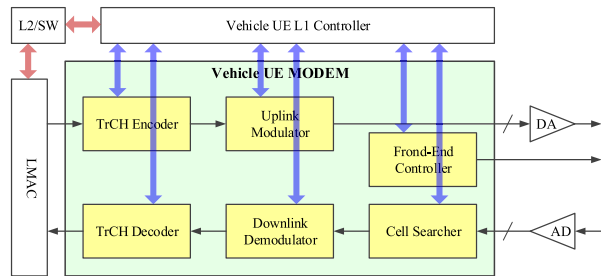 L2/SW
Vehicle UE L1 Controller
Vehicle UE MODEM
LMAC
TrCH Encoder
Uplink
Modulator
DA
Frond-End
Controller
TrCH Decoder
Downlink
Demodulator
Cell Searcher
AD